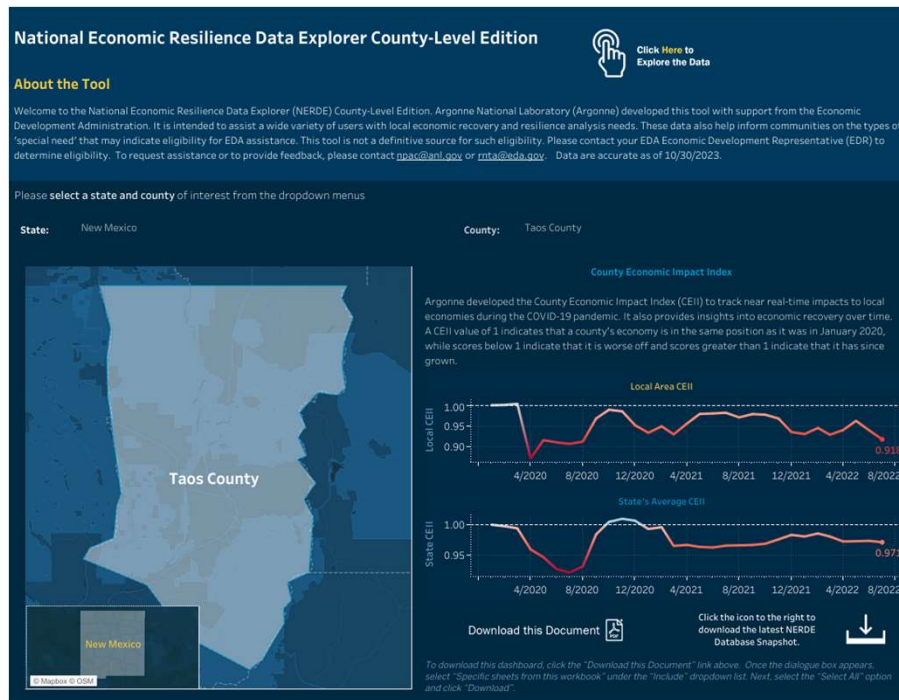 National Economic Resilience Data Explorer County-Level Edition
Click Here to
Explore the Data
About the Tool
Welcome to the National Economic Resilience Data Explorer (NERDE) County-Level Edition. Argonne National Laboratory (Argonne) developed this tool with support from the Economic
Development Administration. It is intended to assist a wide variety of users with local economic recovery and resilience analysis needs. These data also help inform communities on the types of
'special need' that may indicate eligibility for EDA assistance. This tool is not a definitive source for such eligibility. Please contact your EDA Economic Development Representative (EDR) to
determine eligibility. To request assistance or to provide feedback, please contact npac@anl.gov or rnta@eda.gov. Data are accurate as of 10/30/2023.
Please select a state and county of interest from the dropdown menus
State: New Mexico
County: Taos County
County Economic Impact Index
Argonne developed the County Economic Impact Index (CEII) to track near real-time impacts to local
economies during the COVID-19 pandemic. It also provides insights into economic recovery over time.
A CEII value of 1 indicates that a county's economy is in the same position as it was in January 2020,
while scores below 1 indicate that it is worse off and scores greater than 1 indicate that it has since
grown.
Local Area CEII
Local CEII
1.00
0.95
0.90
0.918
4/2020 8/2020 12/2020 4/2021 8/2021 12/2021 4/2022 8/2022
Taos County
State's Average CEII
State CEII
1.00
0.95
0.971
4/2020 8/2020 12/2020 4/2021 8/2021 12/2021 4/2022 8/2022
New Mexico
© Mapbox © OSM
Download this Document
PDF
Click the icon to the right to
download the latest NERDE
Database Snapshot.
To download this dashboard, click the "Download this Document" link above. Once the dialogue box appears,
select "Specific sheets from this workbook" under the "Include" dropdown list. Next, select the "Select All" option
and click "Download".